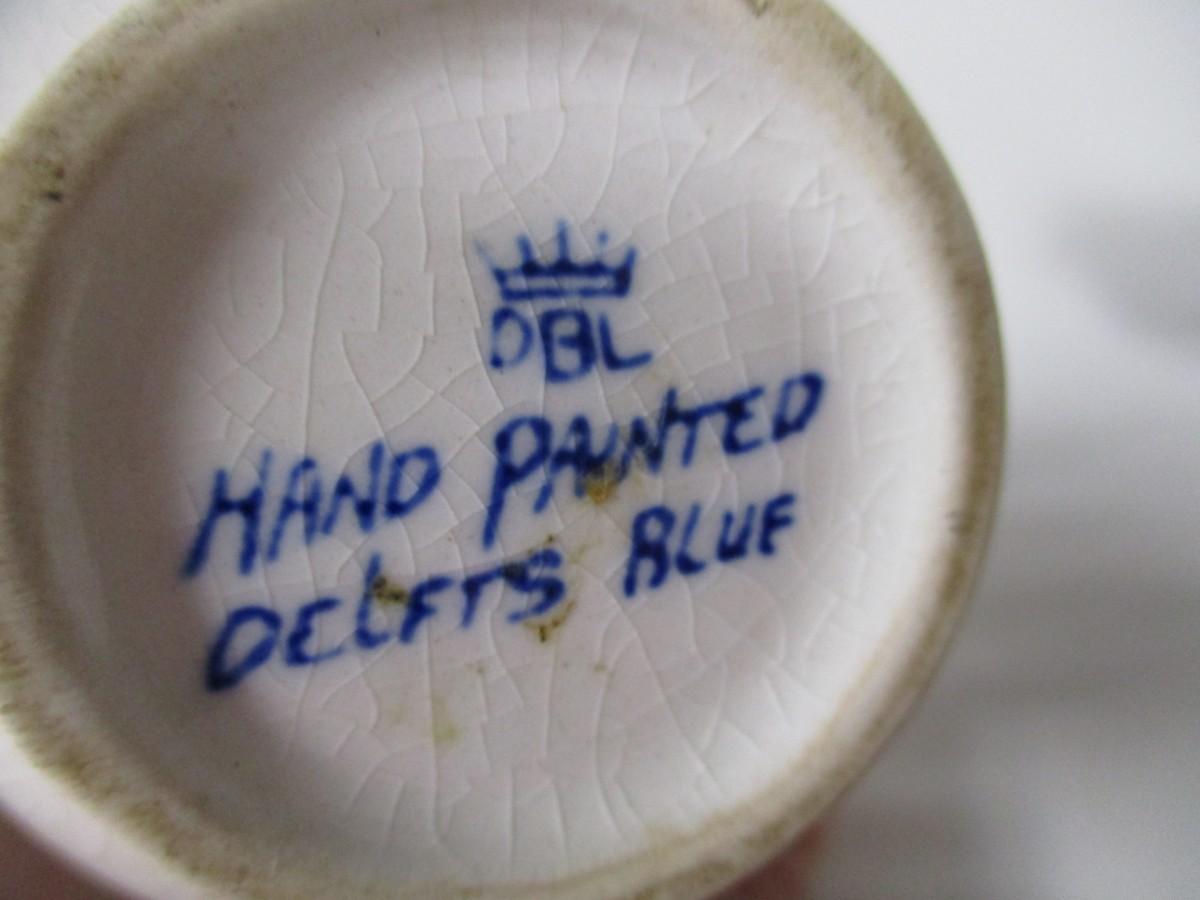 DBL
HAND PAINTED
DELFTS BLUE